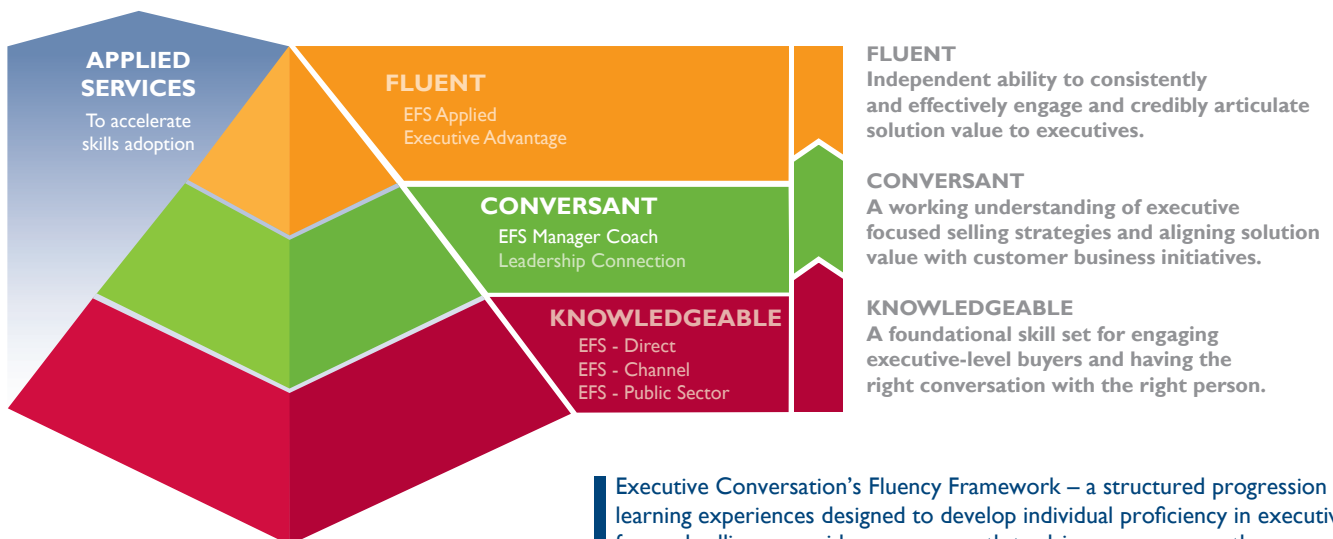 APPLIED
SERVICES
To accelerate
skills adoption
FLUENT
EFS Applied
Executive Advantage
CONVERSANT
EFS Manager Coach
Leadership Connection
KNOWLEDGEABLE
EFS - Direct
EFS - Channel
EFS - Public Sector
FLUENT
Independent ability to consistently
and effectively engage and credibly articulate
solution value to executives.
CONVERSANT
A working understanding of executive
focused selling strategies and aligning solution
value with customer business initiatives.
KNOWLEDGEABLE
A foundational skill set for engaging
executive-level buyers and having the
right conversation with the right person.
Executive Conversation's Fluency Framework – a structured progression
learning experiences designed to develop individual proficiency in